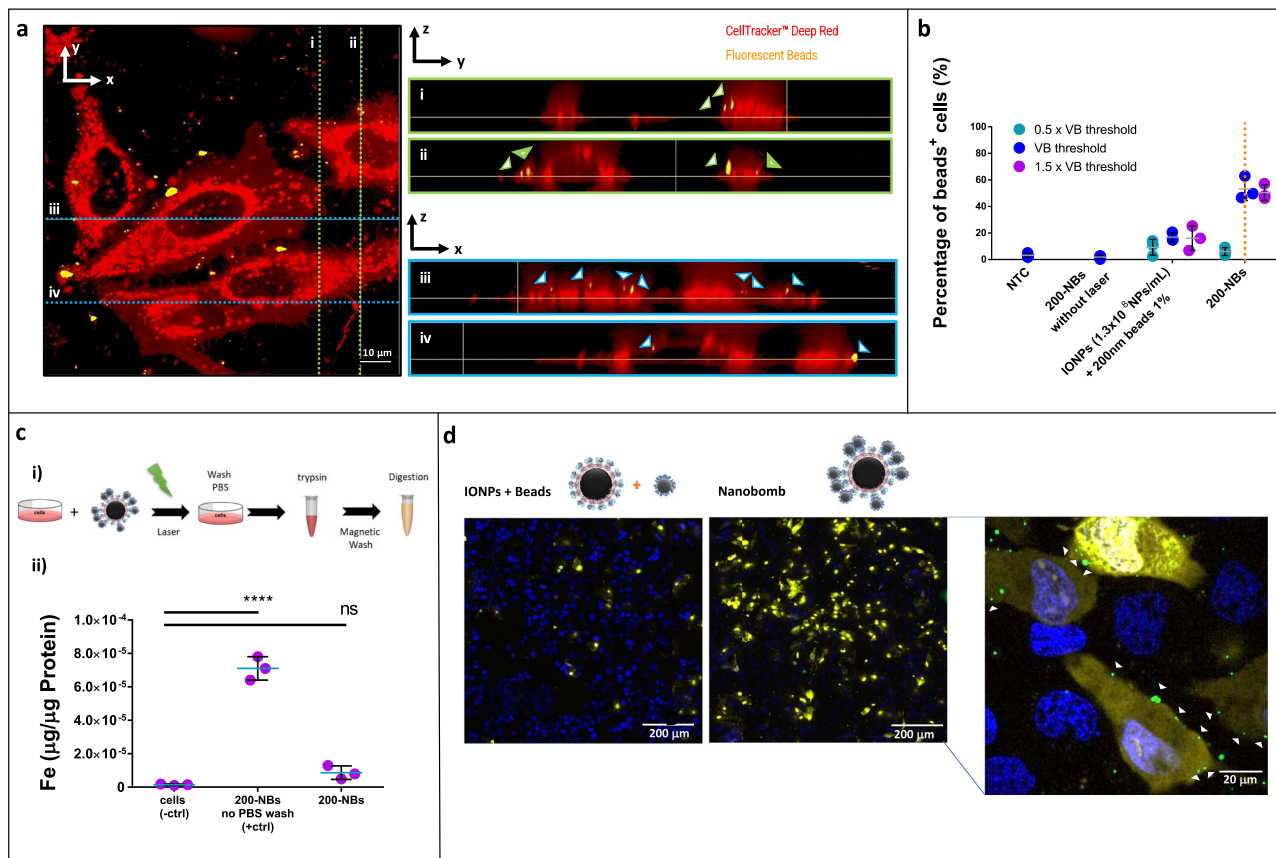 a
y
x
i
ii
iii
iv
10 µm
z
y
CellTracker™ Deep Red
Fluorescent Beads
i
ii
z
x
iii
iv
b
Percentage of beads⁺ cells (%)
100
80
60
40
20
0
0.5 x VB threshold
VB threshold
1.5 x VB threshold
NTC
200-NBs
without laser
IONPs (1.3x10 ⁸NPs/mL)
+ 200nm beads 1%
200-NBs
c
i)
cells
+
Laser
Wash
PBS
cells
trypsin
Magnetic
Wash
Digestion
ii)
Fe (µg/µg Protein)
1.0×10⁻⁴
8.0×10⁻⁵
6.0×10⁻⁵
4.0×10⁻⁵
2.0×10⁻⁵
0
****
ns
cells
(-ctrl)
200-NBs
no PBS wash
(+ctrl)
200-NBs
d
IONPs + Beads
+
Nanobomb
200 µm
200 µm
20 µm